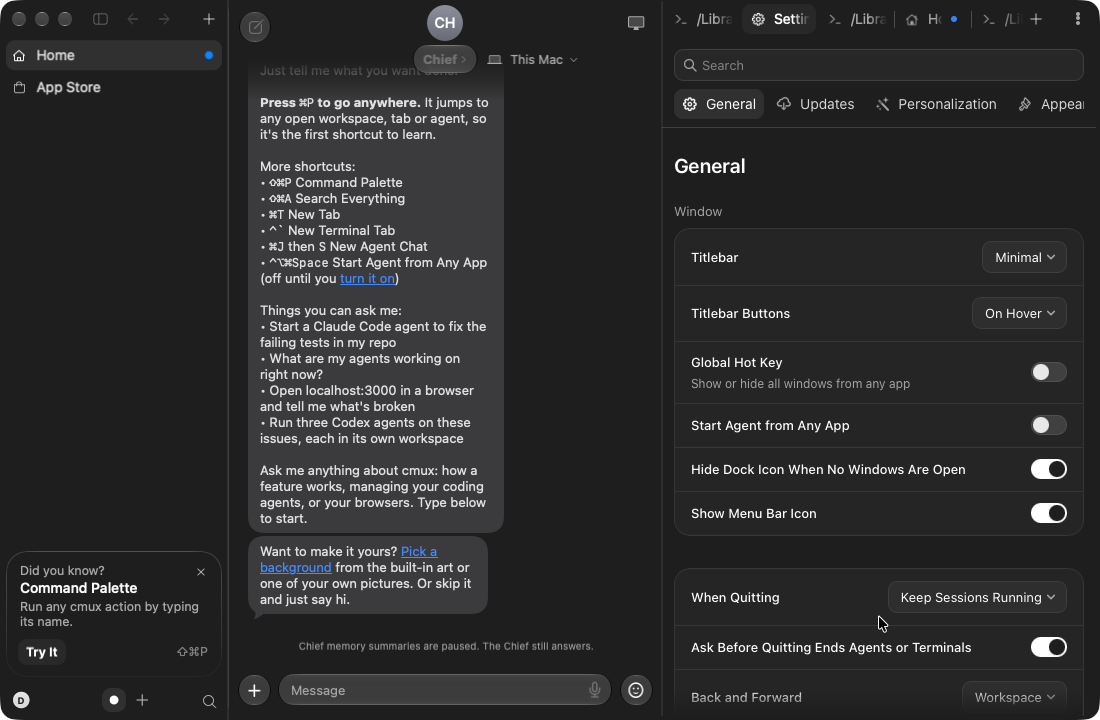 Home
App Store
Did you know?
Command Palette
Run any cmux action by typing
its name.
Try It
⇧⌘P
D
CH
Chief
This Mac
Just tell me what you want done.
Press ⌘P to go anywhere. It jumps to
any open workspace, tab or agent, so
it's the first shortcut to learn.
More shortcuts:
• ⇧⌘P Command Palette
• ⇧⌘A Search Everything
• ⌘T New Tab
• ^` New Terminal Tab
• ⌘J then S New Agent Chat
• ^⌥⌘Space Start Agent from Any App
(off until you turn it on)
Things you can ask me:
• Start a Claude Code agent to fix the
failing tests in my repo
• What are my agents working on
right now?
• Open localhost:3000 in a browser
and tell me what's broken
• Run three Codex agents on these
issues, each in its own workspace
Ask me anything about cmux: how a
feature works, managing your coding
agents, or your browsers. Type below
to start.
Want to make it yours? Pick a
background from the built-in art or
one of your own pictures. Or skip it
and just say hi.
Chief memory summaries are paused. The Chief still answers.
Message
/Libra
Settin
/Libra
Ho
/Li
Search
General
Updates
Personalization
Appear
General
Window
Titlebar
Minimal
Titlebar Buttons
On Hover
Global Hot Key
Show or hide all windows from any app
Start Agent from Any App
Hide Dock Icon When No Windows Are Open
Show Menu Bar Icon
When Quitting
Keep Sessions Running
Ask Before Quitting Ends Agents or Terminals
Back and Forward
Workspace